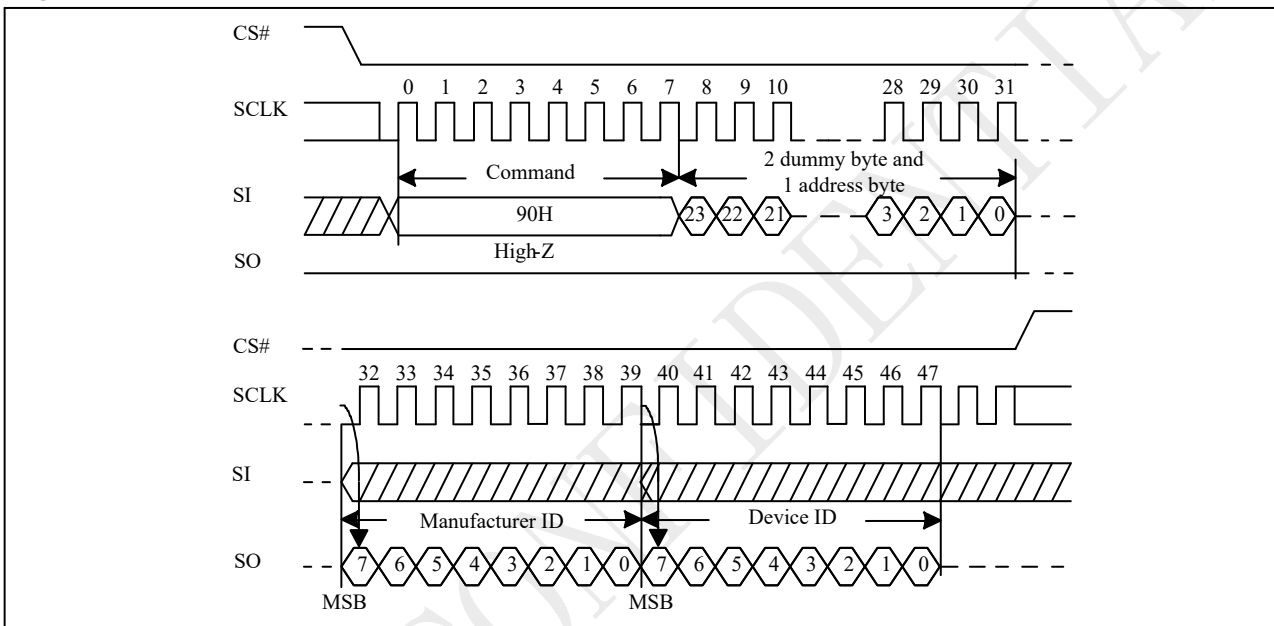 CS#
0 1 2 3 4 5 6 7 8 9 10 28 29 30 31
SCLK
Command
2 dummy byte and
1 address byte
SI
90H
23 22 21 3 2 1 0
High-Z
SO
CS#
32 33 34 35 36 37 38 39 40 41 42 43 44 45 46 47
SCLK
SI
Manufacturer ID
Device ID
SO
7 6 5 4 3 2 1 0 7 6 5 4 3 2 1 0
MSB
MSB
CONFIDENTIAL